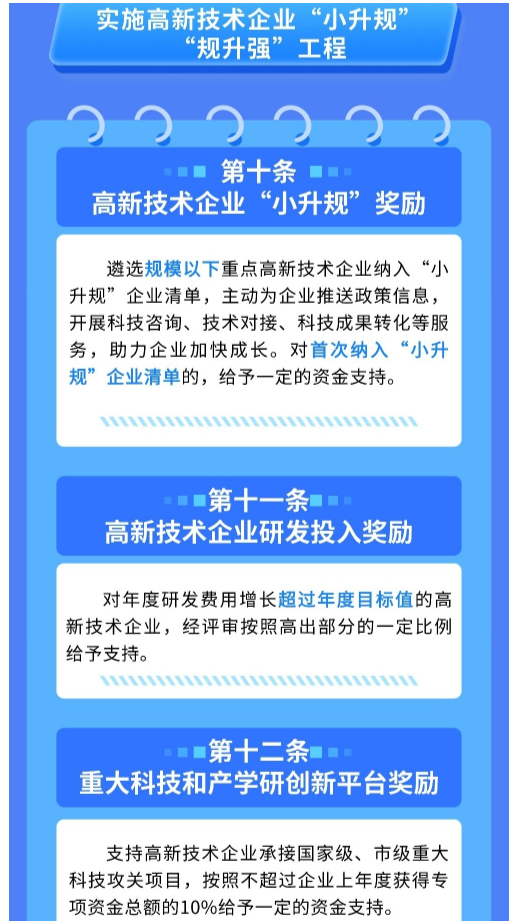 实施高新技术企业“小升规”
“规升强”工程
第十条
高新技术企业“小升规”奖励
遴选规模以下重点高新技术企业纳入“小
升规”企业清单，主动为企业推送政策信息，
开展科技咨询、技术对接、科技成果转化等服
务，助力企业加快成长。对首次纳入“小升
规”企业清单的，给予一定的资金支持。
第十一条
高新技术企业研发投入奖励
对年度研发费用增长超过年度目标值的高
新技术企业，经评审按照高出部分的一定比例
给予支持。
第十二条
重大科技和产学研创新平台奖励
支持高新技术企业承接国家级、市级重大
科技攻关项目，按照不超过企业上年度获得专
项资金总额的10%给予一定的资金支持。